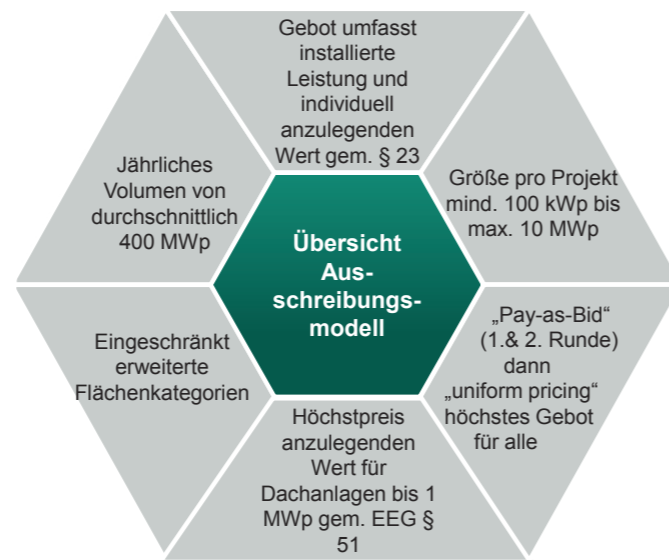 Gebot umfasst
installierte
Leistung und
individuell
anzulegenden
Wert gem. § 23
Jährliches
Volumen von
durchschnittlich
400 MWp
Größe pro Projekt
mind. 100 kWp bis
max. 10 MWp
Übersicht
Aus-
schreibungs-
modell
Eingeschränkt
erweiterte
Flächenkategorien
„Pay-as-Bid“
(1.& 2. Runde)
dann
„uniform pricing“
höchstes Gebot
für alle
Höchstpreis
anzulegenden
Wert für
Dachanlagen bis 1
MWp gem. EEG §
51